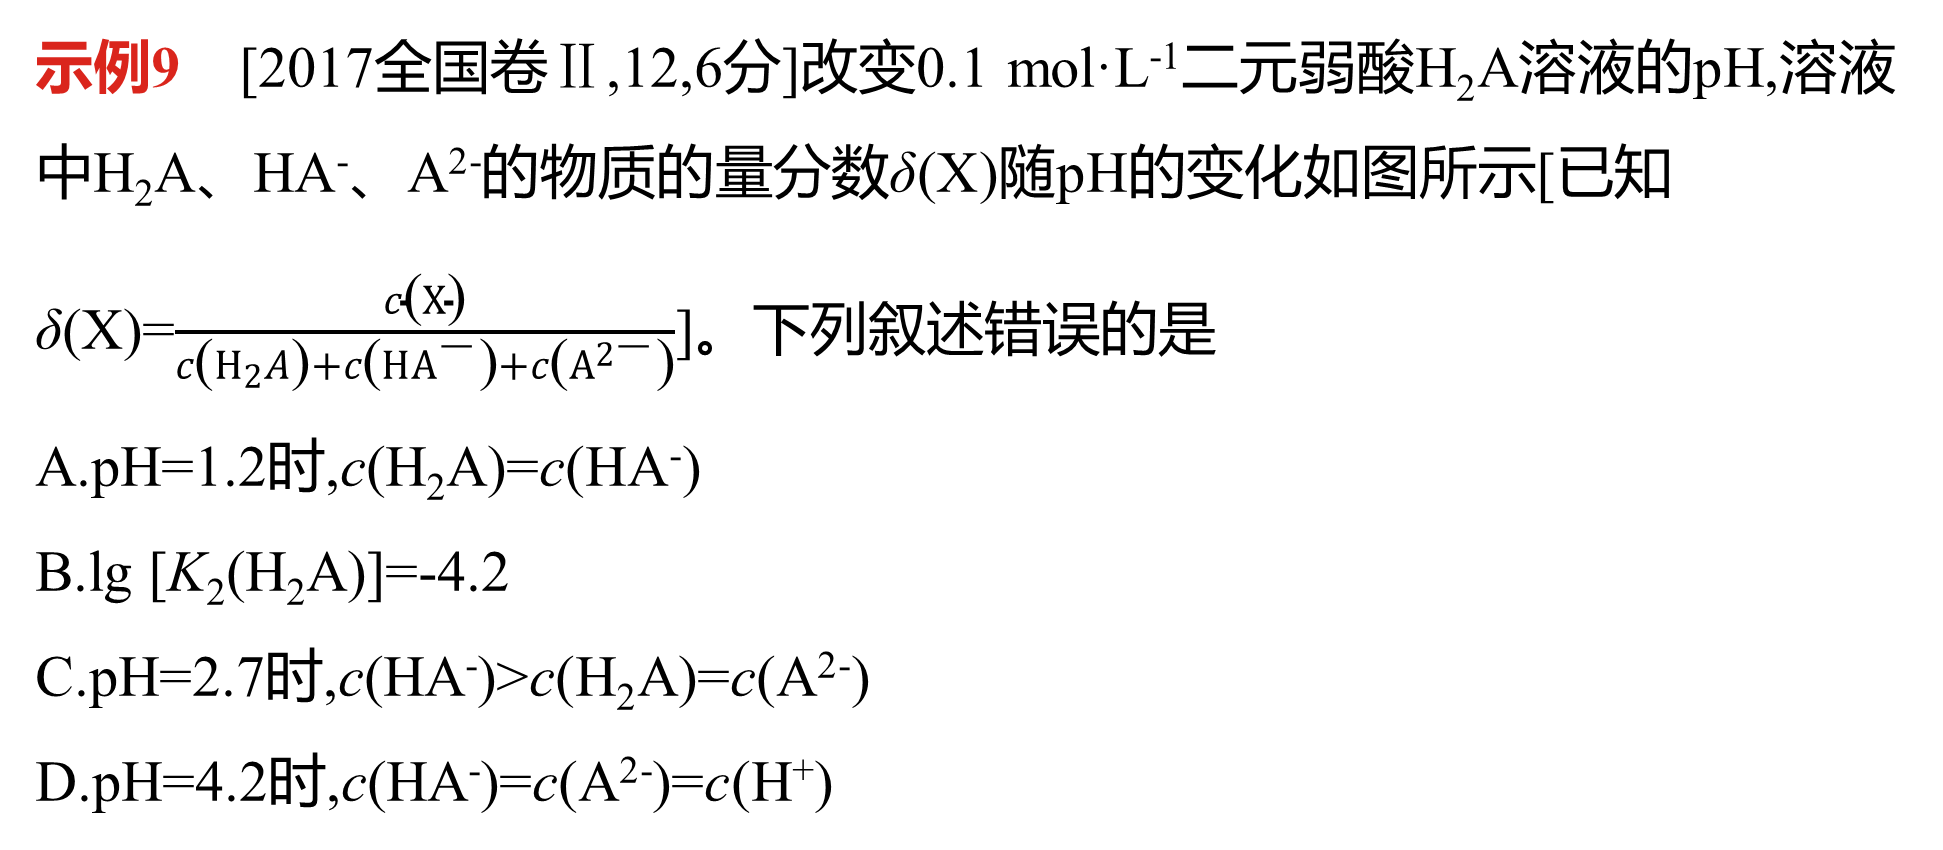 示例9 [2017全国卷Ⅱ,12,6分]改变0.1 mol·L⁻¹二元弱酸H₂A溶液的pH,溶液
中H₂A、HA⁻、A²⁻的物质的量分数δ(X)随pH的变化如图所示[已知
δ(X)=c(X)/(c(H₂A)+c(HA⁻)+c(A²⁻))]。下列叙述错误的是
A.pH=1.2时,c(H₂A)=c(HA⁻)
B.lg [K₂(H₂A)]=-4.2
C.pH=2.7时,c(HA⁻)>c(H₂A)=c(A²⁻)
D.pH=4.2时,c(HA⁻)=c(A²⁻)=c(H⁺)